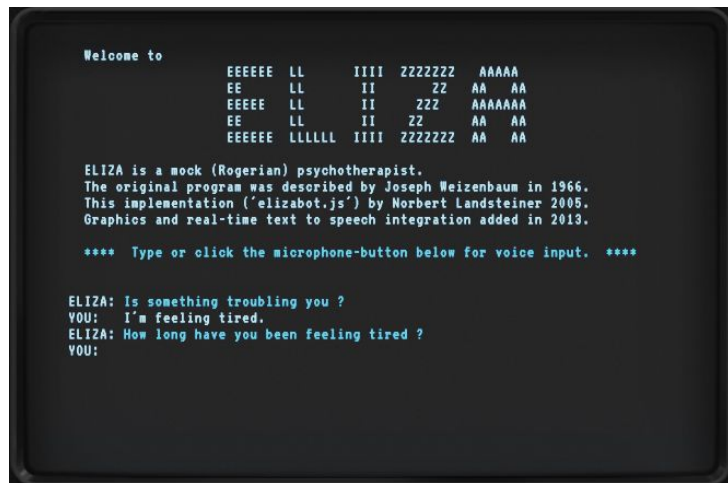 Welcome to
EEEEEE LL IIII ZZZZZZZ AAAAA
EE LL II ZZ AA AA
EEEEE LL II ZZZ AAAAAAA
EE LL II ZZ AA AA
EEEEEE LLLLLL IIII ZZZZZZZ AA AA
ELIZA is a mock (Rogerian) psychotherapist.
The original program was described by Joseph Weizenbaum in 1966.
This implementation (´elizabot.js´) by Norbert Landsteiner 2005.
Graphics and real-time text to speech integration added in 2013.
**** Type or click the microphone-button below for voice input. ****
ELIZA: Is something troubling you ?
YOU: I´m feeling tired.
ELIZA: How long have you been feeling tired ?
YOU: